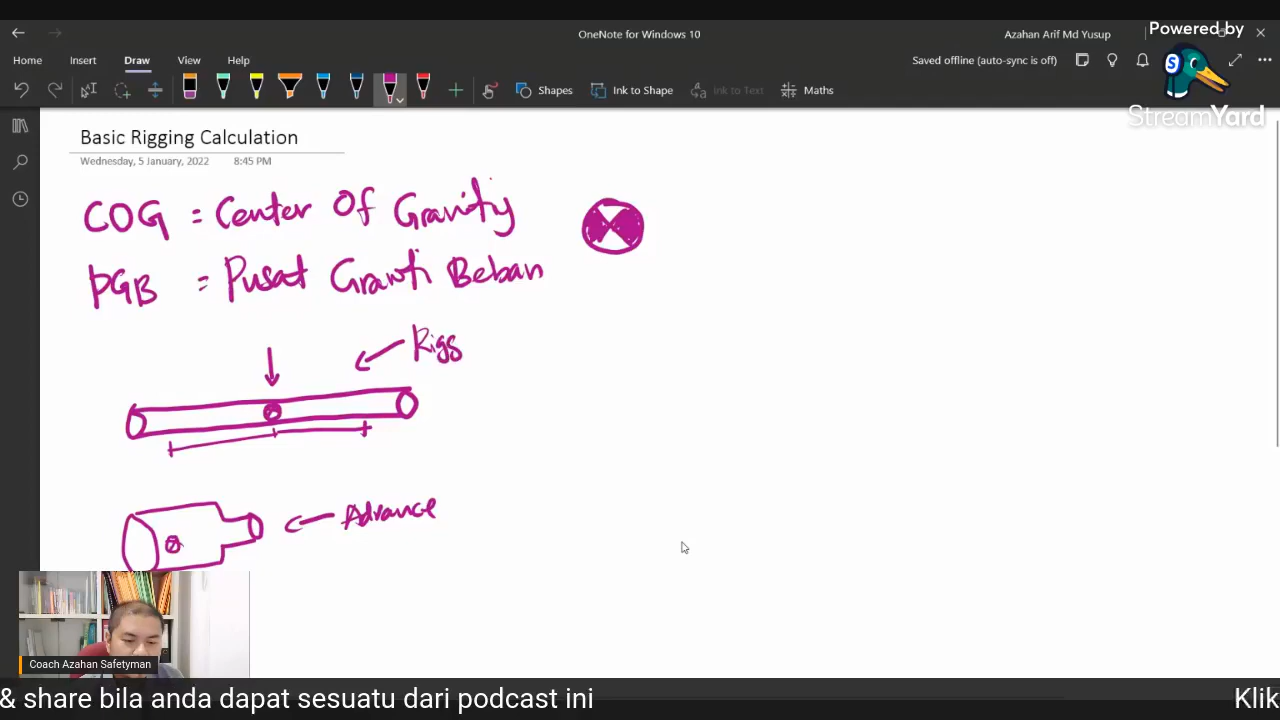 OneNote for Windows 10
Azahan Arif Md Yusup
Powered by
StreamYard
Home Insert Draw View Help
Saved offline (auto-sync is off)
Shapes Ink to Shape Ink to Text Maths
Basic Rigging Calculation
Wednesday, 5 January, 2022 8:45 PM
COG = Center Of Gravity
PGB = Pusat Graviti Beban
Rigg
Advance
Coach Azahan Safetyman
& share bila anda dapat sesuatu dari podcast ini Klik